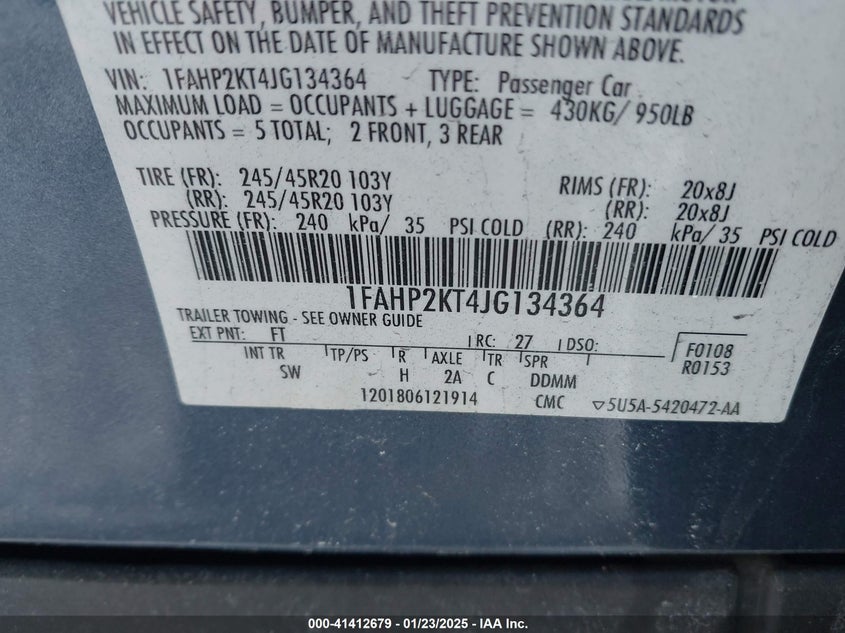 VEHICLE SAFETY, BUMPER, AND THEFT PREVENTION STANDARDS
IN EFFECT ON THE DATE OF MANUFACTURE SHOWN ABOVE.
VIN: 1FAHP2KT4JG134364 TYPE: Passenger Car
MAXIMUM LOAD = OCCUPANTS + LUGGAGE = 430KG/ 950LB
OCCUPANTS = 5 TOTAL; 2 FRONT, 3 REAR
TIRE (FR): 245/45R20 103Y RIMS (FR): 20x8J
(RR): 245/45R20 103Y (RR): 20x8J
PRESSURE (FR): 240 kPa/ 35 PSI COLD (RR): 240 kPa/ 35 PSI COLD
1FAHP2KT4JG134364
TRAILER TOWING - SEE OWNER GUIDE
EXT PNT: FT RC: 27 DSO: F0108
INT TR TP/PS R AXLE TR SPR R0153
SW H 2A C DDMM
1201806121914 CMC ▽5U5A-5420472-AA
000-41412679 - 01/23/2025 - IAA Inc.